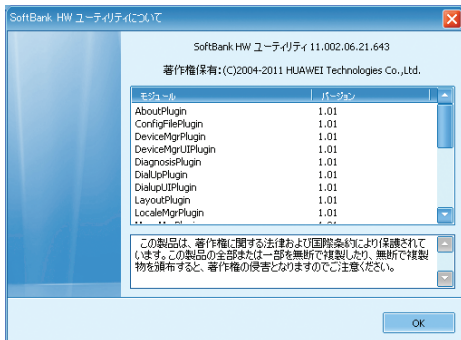 SoftBank HW ユーティリティについて
SoftBank HW ユーティリティ 11.002.06.21.643
著作権保有:(C)2004-2011 HUAWEI Technologies Co.,Ltd.
モジュール バージョン
AboutPlugin 1.01
ConfigFilePlugin 1.01
DeviceMgrPlugin 1.01
DeviceMgrUIPlugin 1.01
DiagnosisPlugin 1.01
DialUpPlugin 1.01
DialupUIPlugin 1.01
LayoutPlugin 1.01
LocaleMgrPlugin 1.01
この製品は、著作権に関する法律および国際条約により保護されて
います。この製品の全部または一部を無断で複製したり、無断で複製
物を頒布すると、著作権の侵害となりますのでご注意ください。
OK